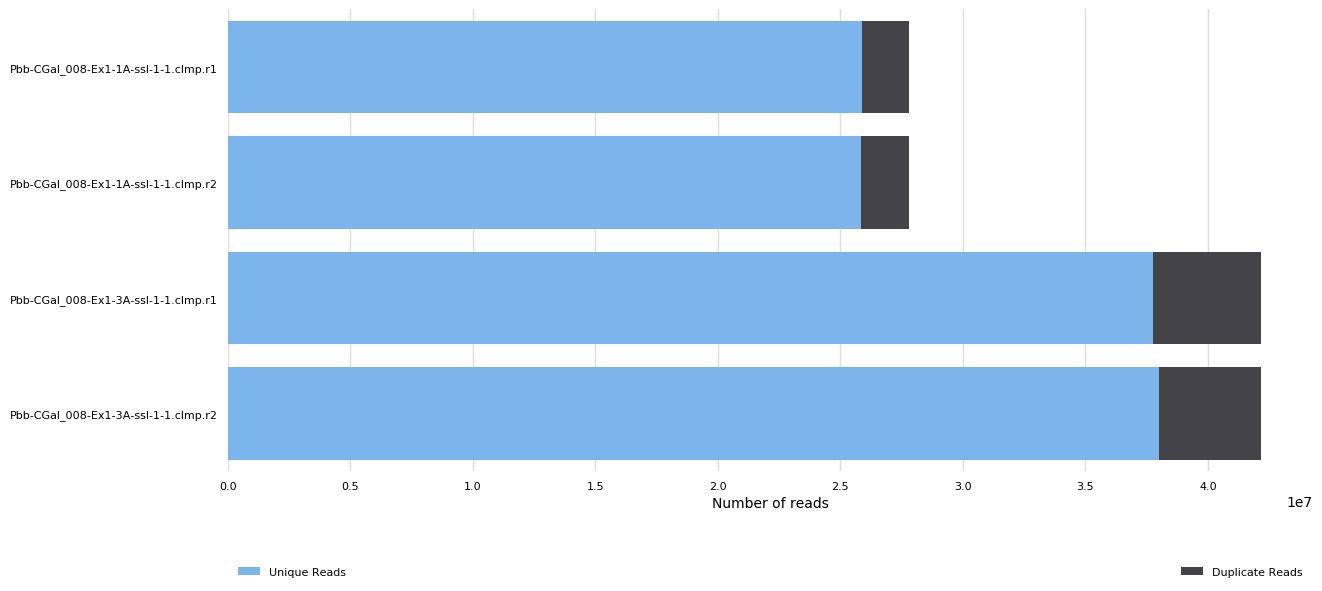 Pbb-CGal_008-Ex1-1A-ssl-1-1.clmp.r1
Pbb-CGal_008-Ex1-1A-ssl-1-1.clmp.r2
Pbb-CGal_008-Ex1-3A-ssl-1-1.clmp.r1
Pbb-CGal_008-Ex1-3A-ssl-1-1.clmp.r2
0.0 0.5 1.0 1.5 2.0 2.5 3.0 3.5 4.0
Number of reads 1e7
Unique Reads Duplicate Reads